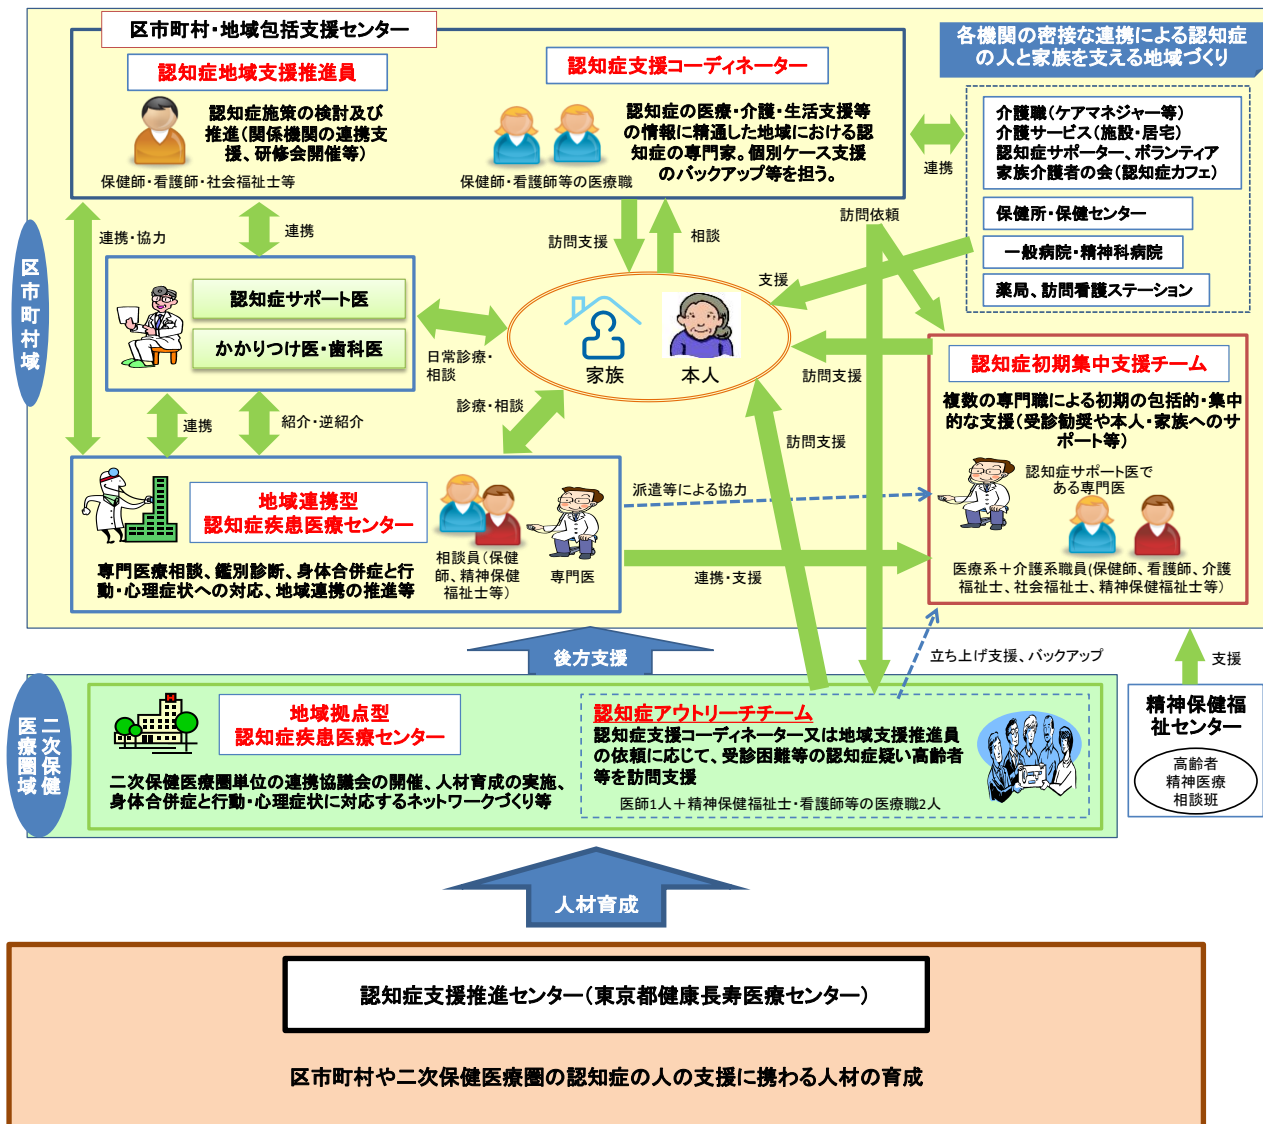 区市町村・地域包括支援センター
認知症地域支援推進員
認知症施策の検討及び
推進(関係機関の連携支
援、研修会開催等)
保健師・看護師・社会福祉士等
認知症支援コーディネーター
認知症の医療・介護・生活支援等
の情報に精通した地域における認
知症の専門家。個別ケース支援
のバックアップ等を担う。
保健師・看護師等の医療職
各機関の密接な連携による認知症
の人と家族を支える地域づくり
介護職(ケアマネジャー等)
介護サービス(施設・居宅)
認知症サポーター、ボランティア
家族介護者の会(認知症カフェ)
保健所・保健センター
一般病院・精神科病院
薬局、訪問看護ステーション
連携
連携・協力
連携
訪問支援
相談
訪問依頼
支援
区市町村域
認知症サポート医
かかりつけ医・歯科医
日常診療・
相談
家族
本人
訪問支援
認知症初期集中支援チーム
複数の専門職による初期の包括的・集中
的な支援(受診勧奨や本人・家族へのサ
ポート等)
認知症サポート医で
ある専門医
医療系+介護系職員(保健師、看護師、介護
福祉士、社会福祉士、精神保健福祉士等)
連携
紹介・逆紹介
診療・相談
訪問支援
地域連携型
認知症疾患医療センター
専門医療相談、鑑別診断、身体合併症と行
動・心理症状への対応、地域連携の推進等
相談員(保健
師、精神保健
福祉士等)
専門医
派遣等による協力
連携・支援
後方支援
立ち上げ支援、バックアップ
支援
二次保健
医療圏域
地域拠点型
認知症疾患医療センター
二次保健医療圏単位の連携協議会の開催、人材育成の実施、
身体合併症と行動・心理症状に対応するネットワークづくり等
認知症アウトリーチチーム
認知症支援コーディネーター又は地域支援推進員
の依頼に応じて、受診困難等の認知症疑い高齢者
等を訪問支援
医師1人+精神保健福祉士・看護師等の医療職2人
精神保健福
祉センター
高齢者
精神医療
相談班
人材育成
認知症支援推進センター(東京都健康長寿医療センター)
区市町村や二次保健医療圏の認知症の人の支援に携わる人材の育成